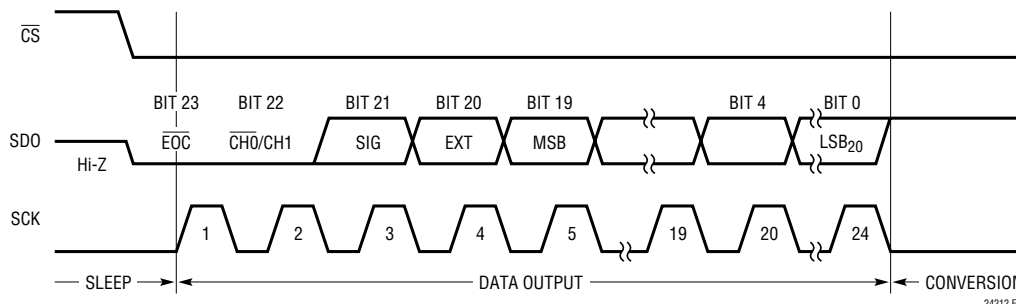 CS
BIT 23 BIT 22 BIT 21 BIT 20 BIT 19 BIT 4 BIT 0
SDO EOC CH0/CH1 SIG EXT MSB LSB20
Hi-Z
SCK 1 2 3 4 5 19 20 24
SLEEP DATA OUTPUT CONVERSION